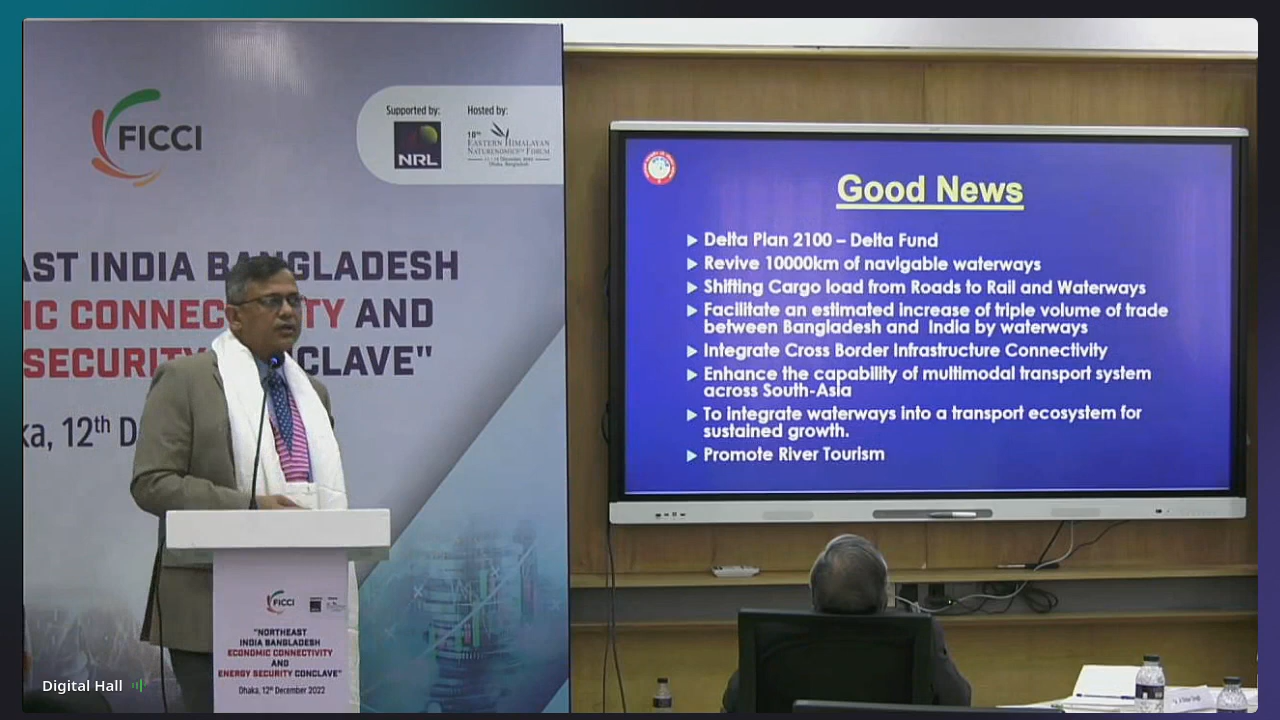 FICCI
Supported by:
Hosted by:
NRL
10th
EASTERN HIMALAYAN
NATURENOMICS FORUM
AST INDIA BANGLADESH
IC CONNEC TY AND
SECURITY CONCLAVE"
ka, 12th D
Good News
Delta Plan 2100 – Delta Fund
Revive 10000km of navigable waterways
Shifting Cargo load from Roads to Rail and Waterways
Facilitate an estimated increase of triple volume of trade
between Bangladesh and India by waterways
Integrate Cross Border Infrastructure Connectivity
Enhance the capability of multimodal transport system
across South-Asia
To integrate waterways into a transport ecosystem for
sustained growth.
Promote River Tourism
FICCI
"NORTHEAST
INDIA BANGLADESH
ECONOMIC CONNECTIVITY
AND
ENERGY SECURITY CONCLAVE"
Dhaka, 12th December 2022
Digital Hall